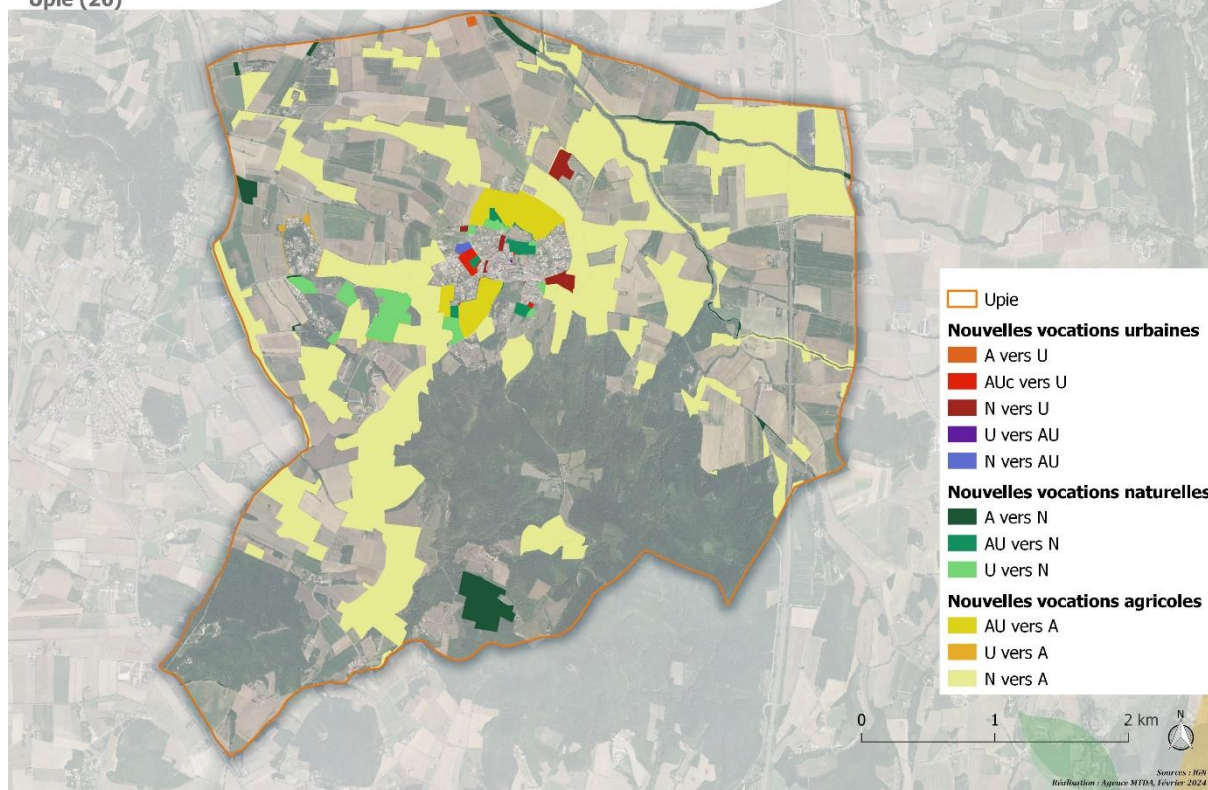 Upie (26)
Upie
Nouvelles vocations urbaines
A vers U
AUc vers U
N vers U
U vers AU
N vers AU
Nouvelles vocations naturelles
A vers N
AU vers N
U vers N
Nouvelles vocations agricoles
AU vers A
U vers A
N vers A
0 1 2 km
N
Sources : IGN
Réalisation : Agence MTDA, Février 2024